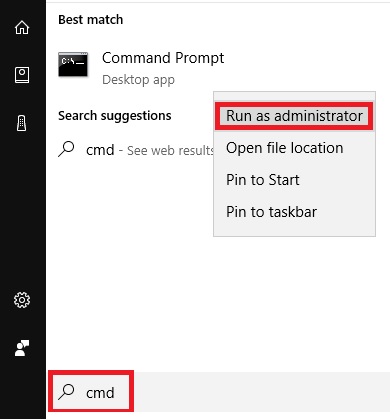 Best match
Command Prompt
Desktop app
Search suggestions
cmd - See web results
Run as administrator
Open file location
Pin to Start
Pin to taskbar
cmd